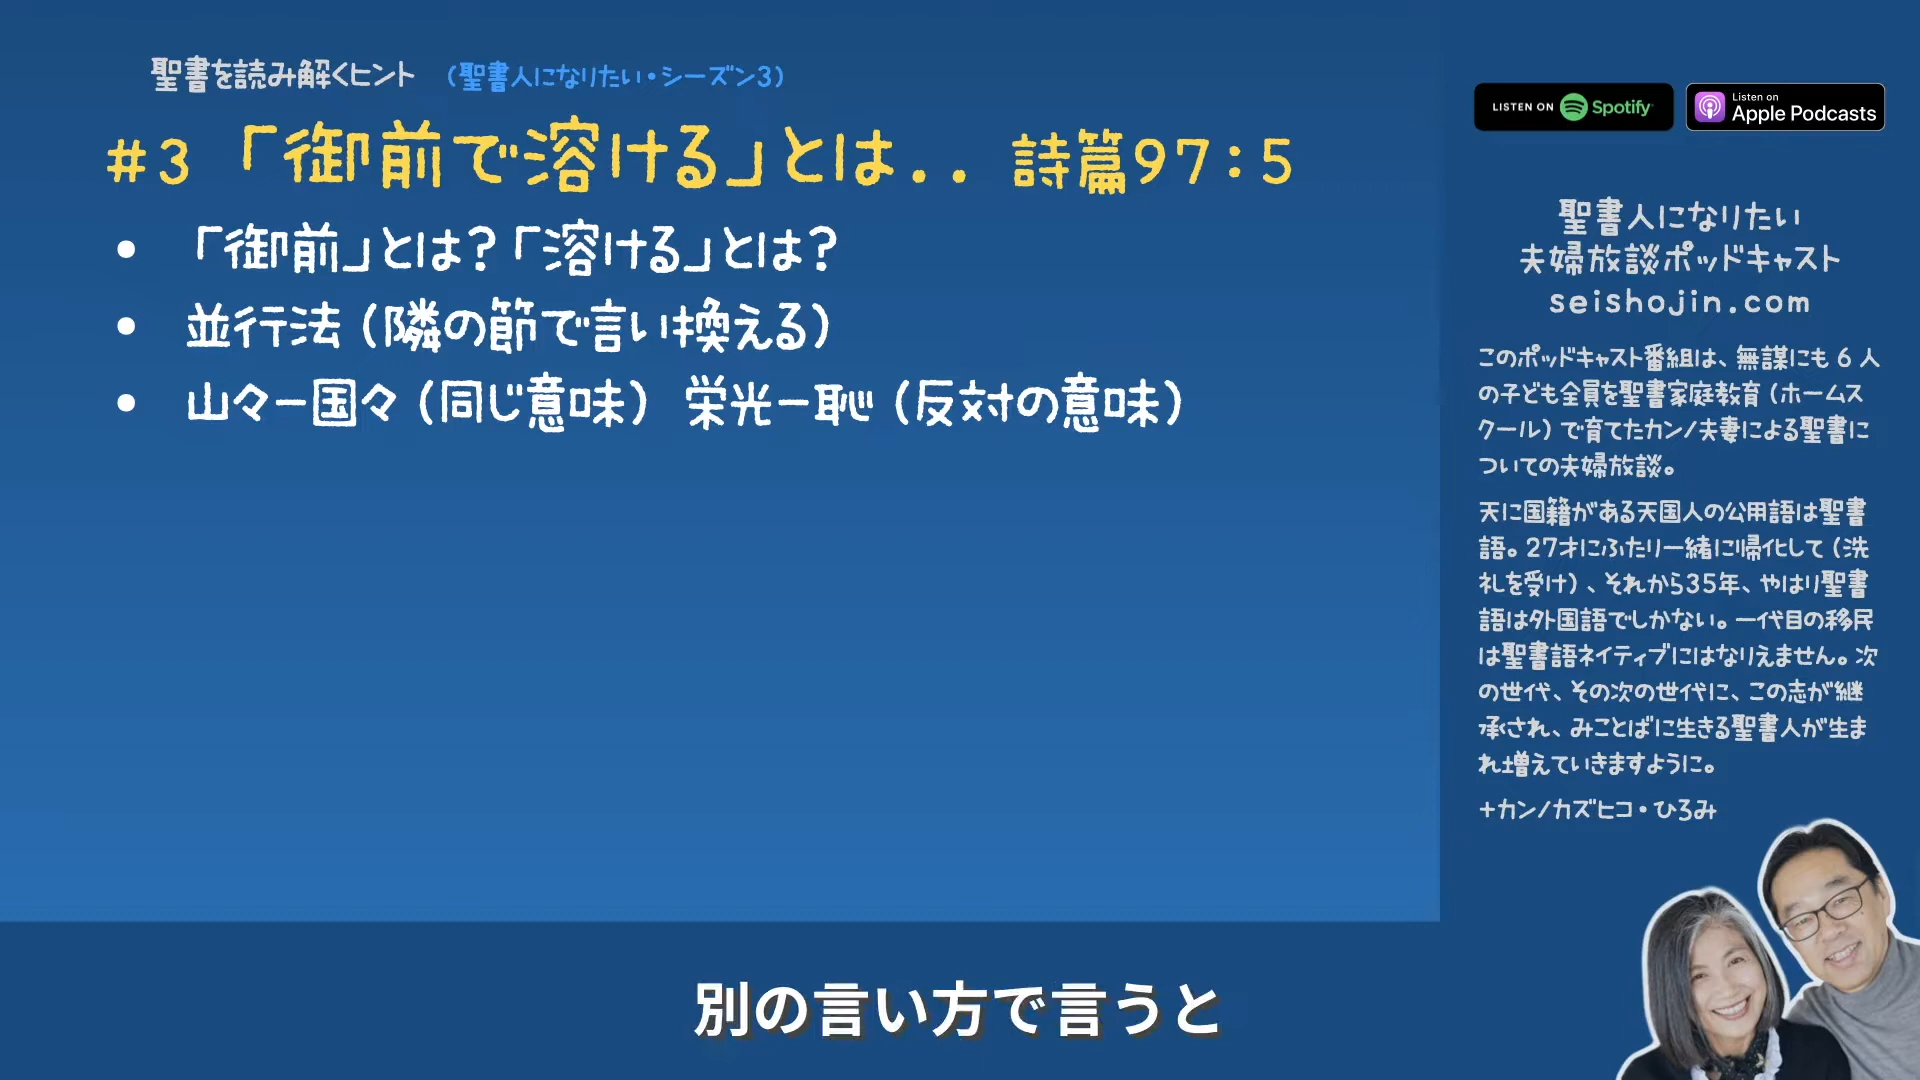 聖書を読み解くヒント （聖書人になりたい・シーズン3）
#3 「御前で溶ける」とは．． 詩篇97：5
• 「御前」とは？「溶ける」とは？
• 並行法（隣の節で言い換える）
• 山々ー国々（同じ意味） 栄光ー恥（反対の意味）
LISTEN ON Spotify
Listen on
Apple Podcasts
聖書人になりたい
夫婦放談ポッドキャスト
seishojin.com
このポッドキャスト番組は、無謀にも 6 人
の子ども全員を聖書家庭教育（ホームス
クール）で育てたカンノ夫妻による聖書に
ついての夫婦放談。
天に国籍がある天国人の公用語は聖書
語。27才にふたり一緒に帰化して（洗
礼を受け）、それから35年、やはり聖書
語は外国語でしかない。一代目の移民
は聖書語ネイティブにはなりえません。次
の世代、その次の世代に、この志が継
承され、みことばに生きる聖書人が生ま
れ増えていきますように。
＋カンノカズヒコ・ひろみ
別の言い方で言うと